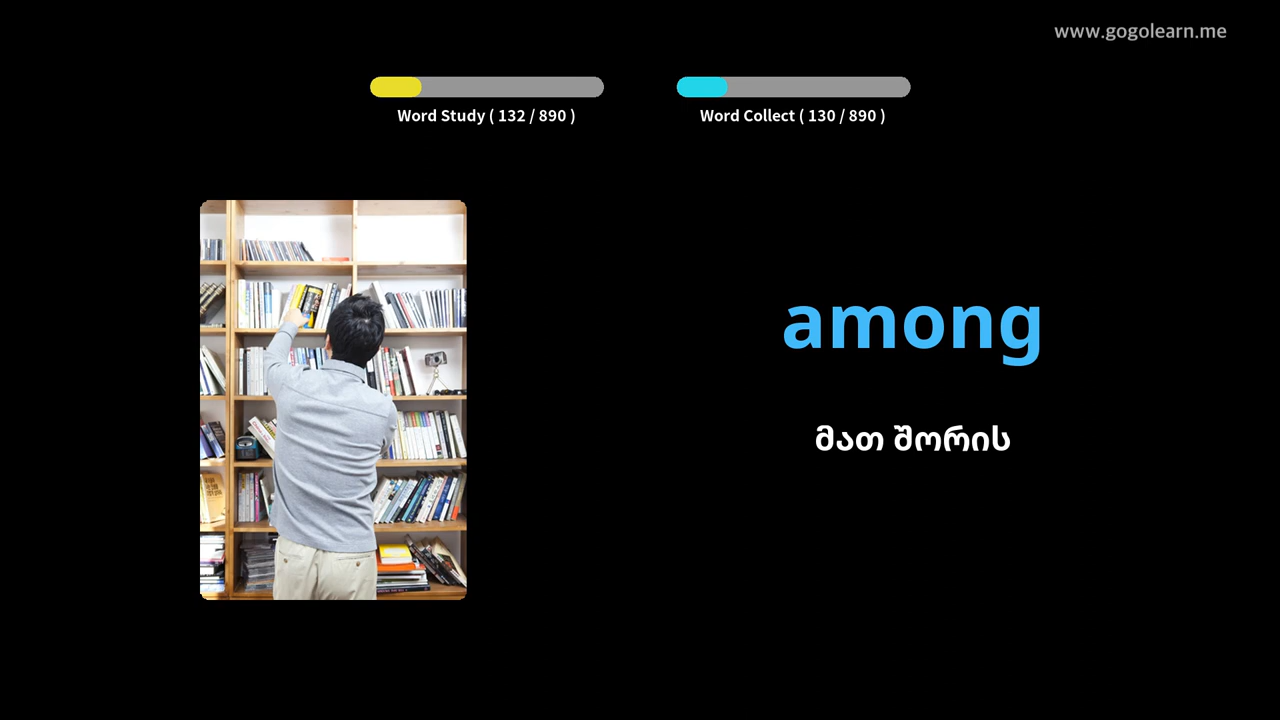 www.gogolearn.me
Word Study ( 132 / 890 )
Word Collect ( 130 / 890 )
among
მათ შორის